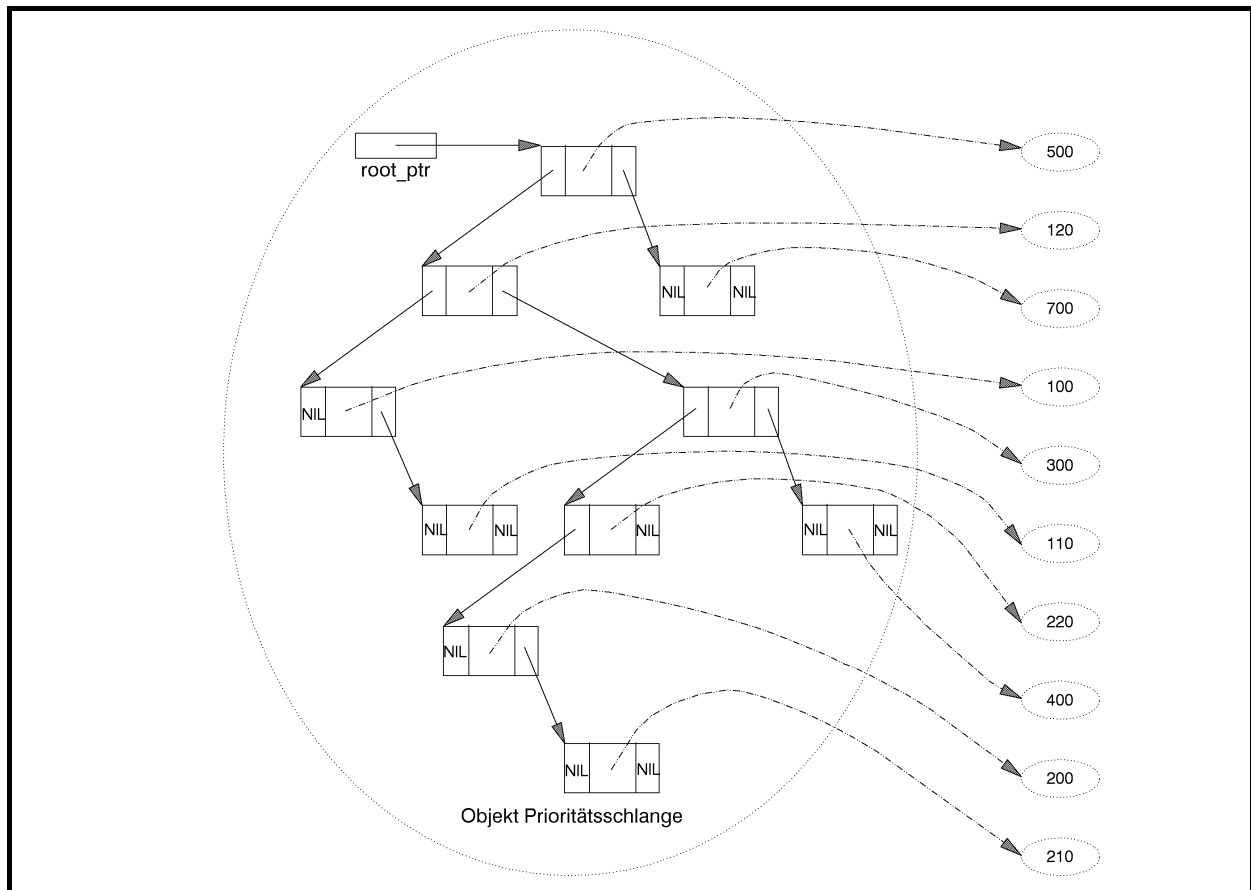 500
root_ptr
120
NIL NIL
700
100
NIL
300
NIL NIL NIL NIL NIL
110
220
NIL
400
NIL NIL
200
Objekt Prioritätsschlange
210